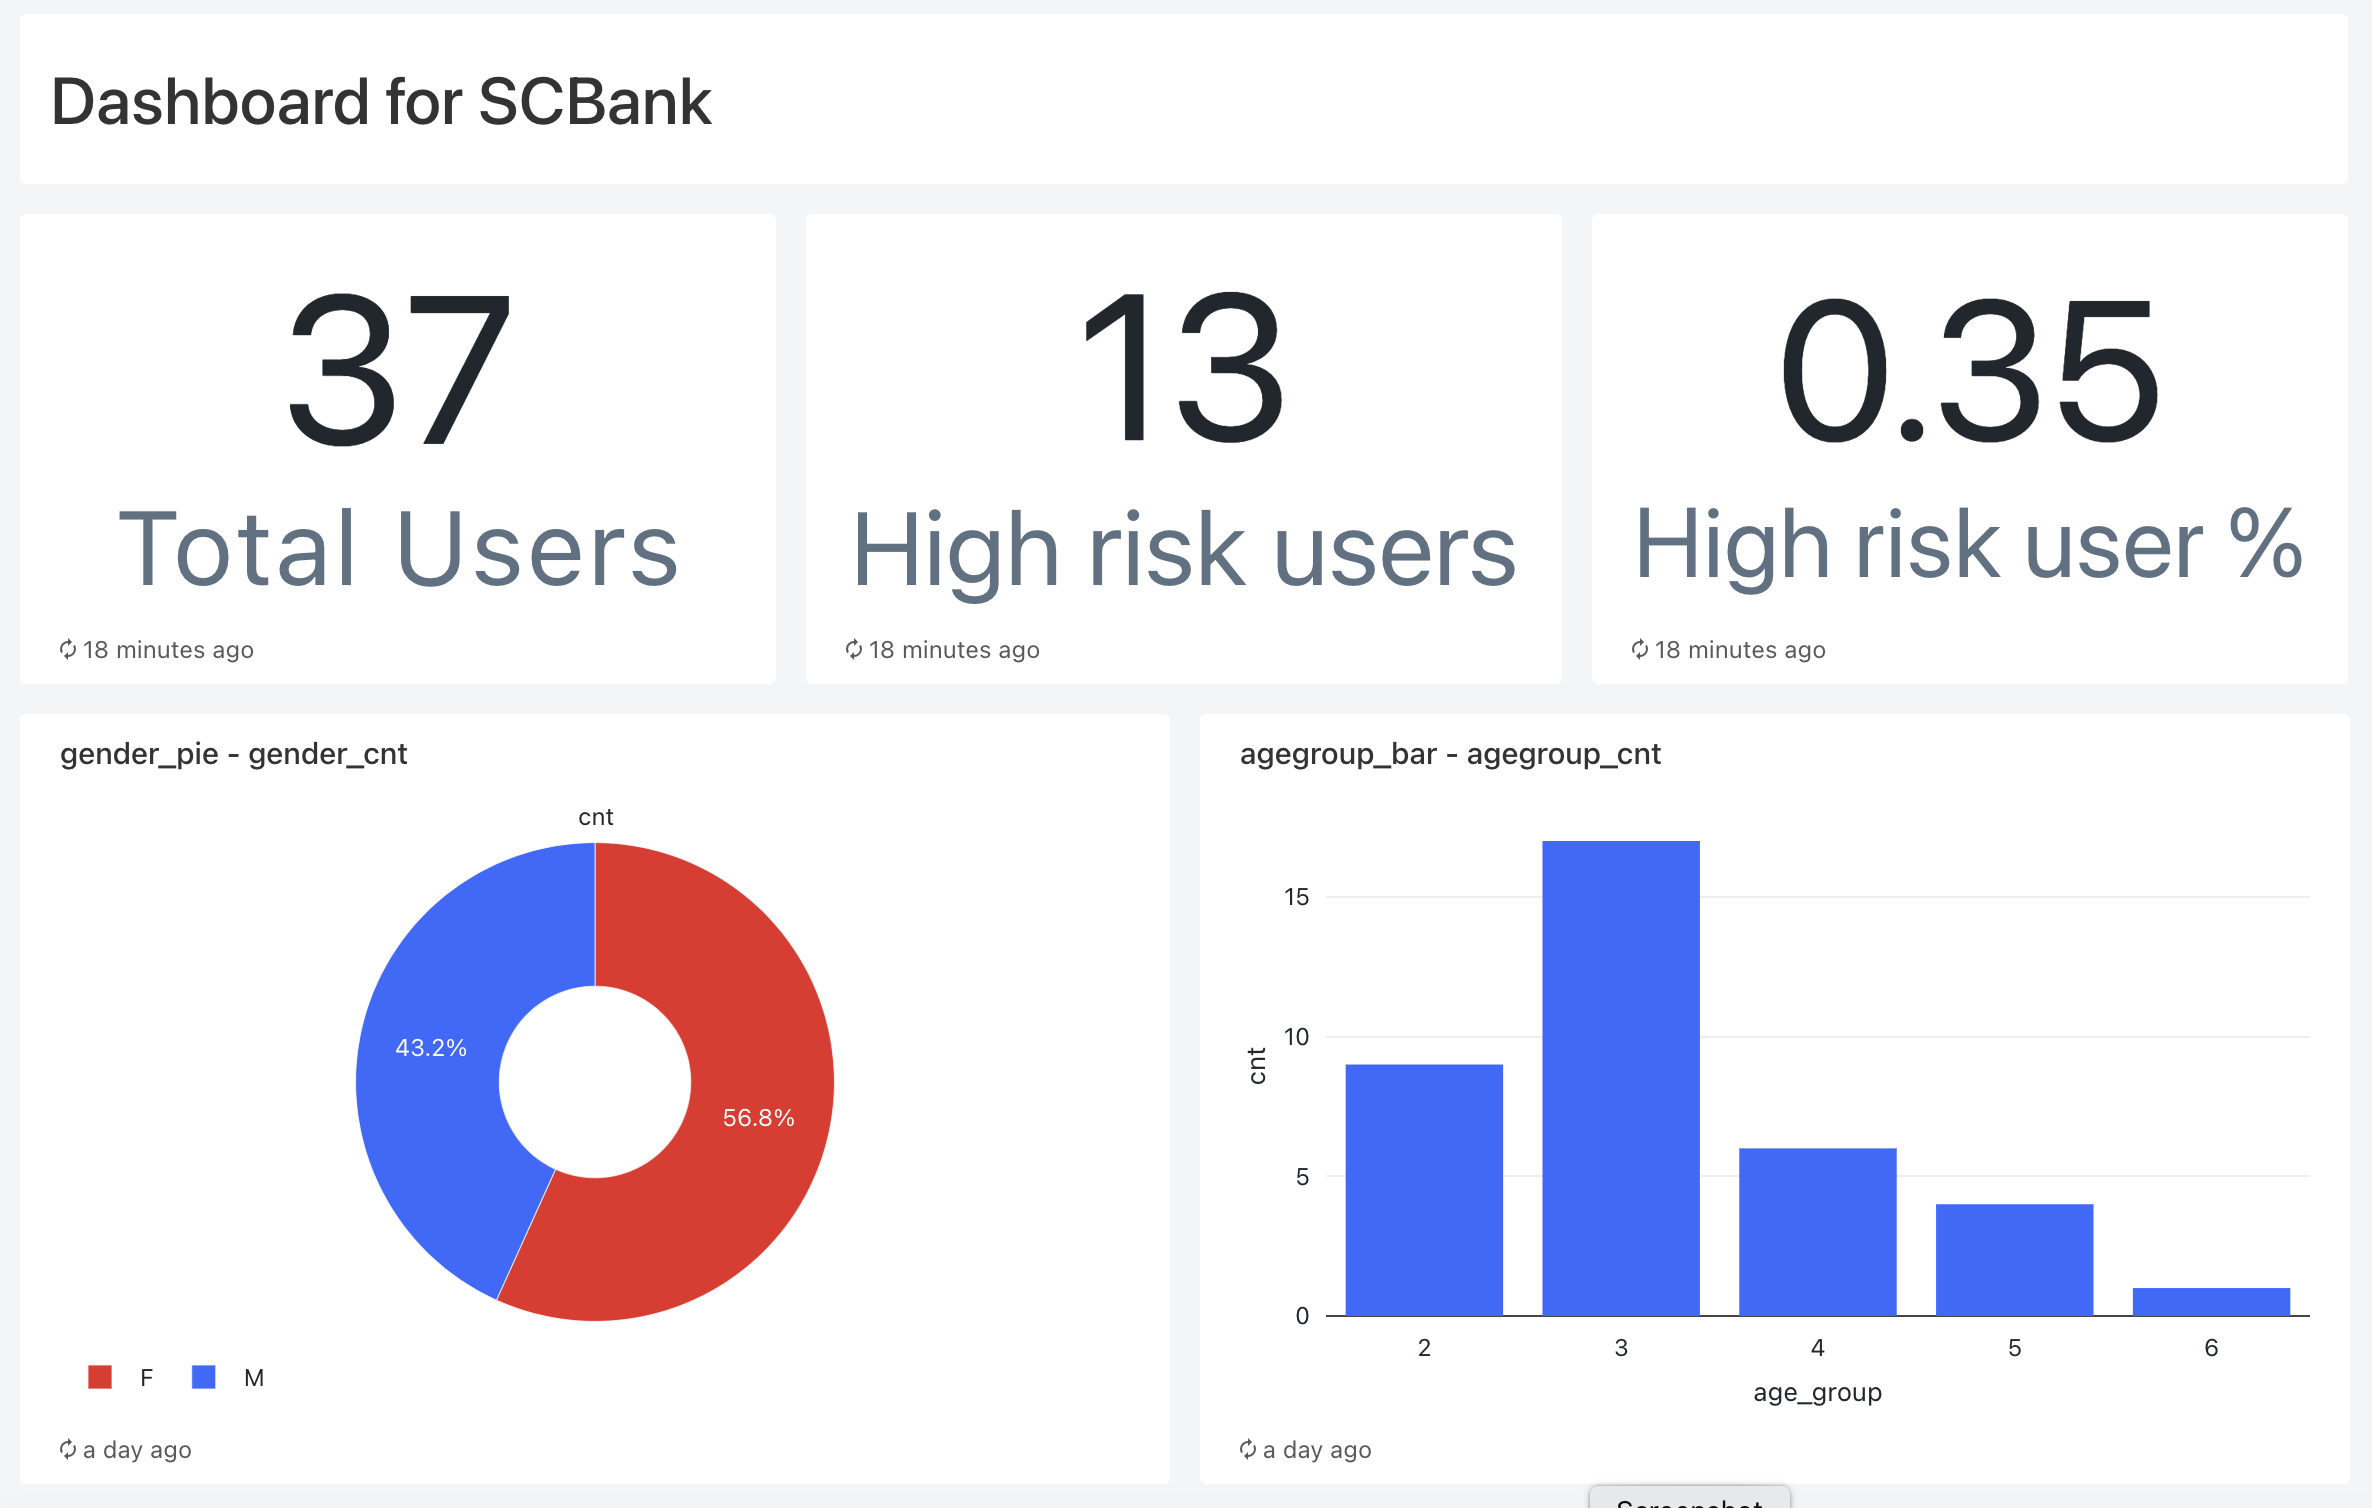 Dashboard for SCBank
37
Total Users
18 minutes ago
13
High risk users
18 minutes ago
0.35
High risk user %
18 minutes ago
gender_pie - gender_cnt
cnt
43.2%
56.8%
F M
a day ago
agegroup_bar - agegroup_cnt
15
10
5
0
cnt
2 3 4 5 6
age_group
a day ago
Screenshot